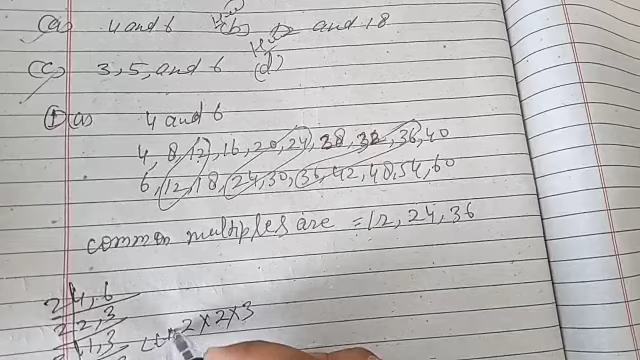 (a) 4 and 6 (b) and 18
(c) 3, 5, and 6 (d)
① (a) 4 and 6
4, 8, 12, 16, 20, 24, 28, 32, 36, 40
6, 12, 18, 24, 30, 36, 42, 48, 54, 60
common multiples are = 12, 24, 36
2 4, 6
2 2, 3
1, 3 2×2×3